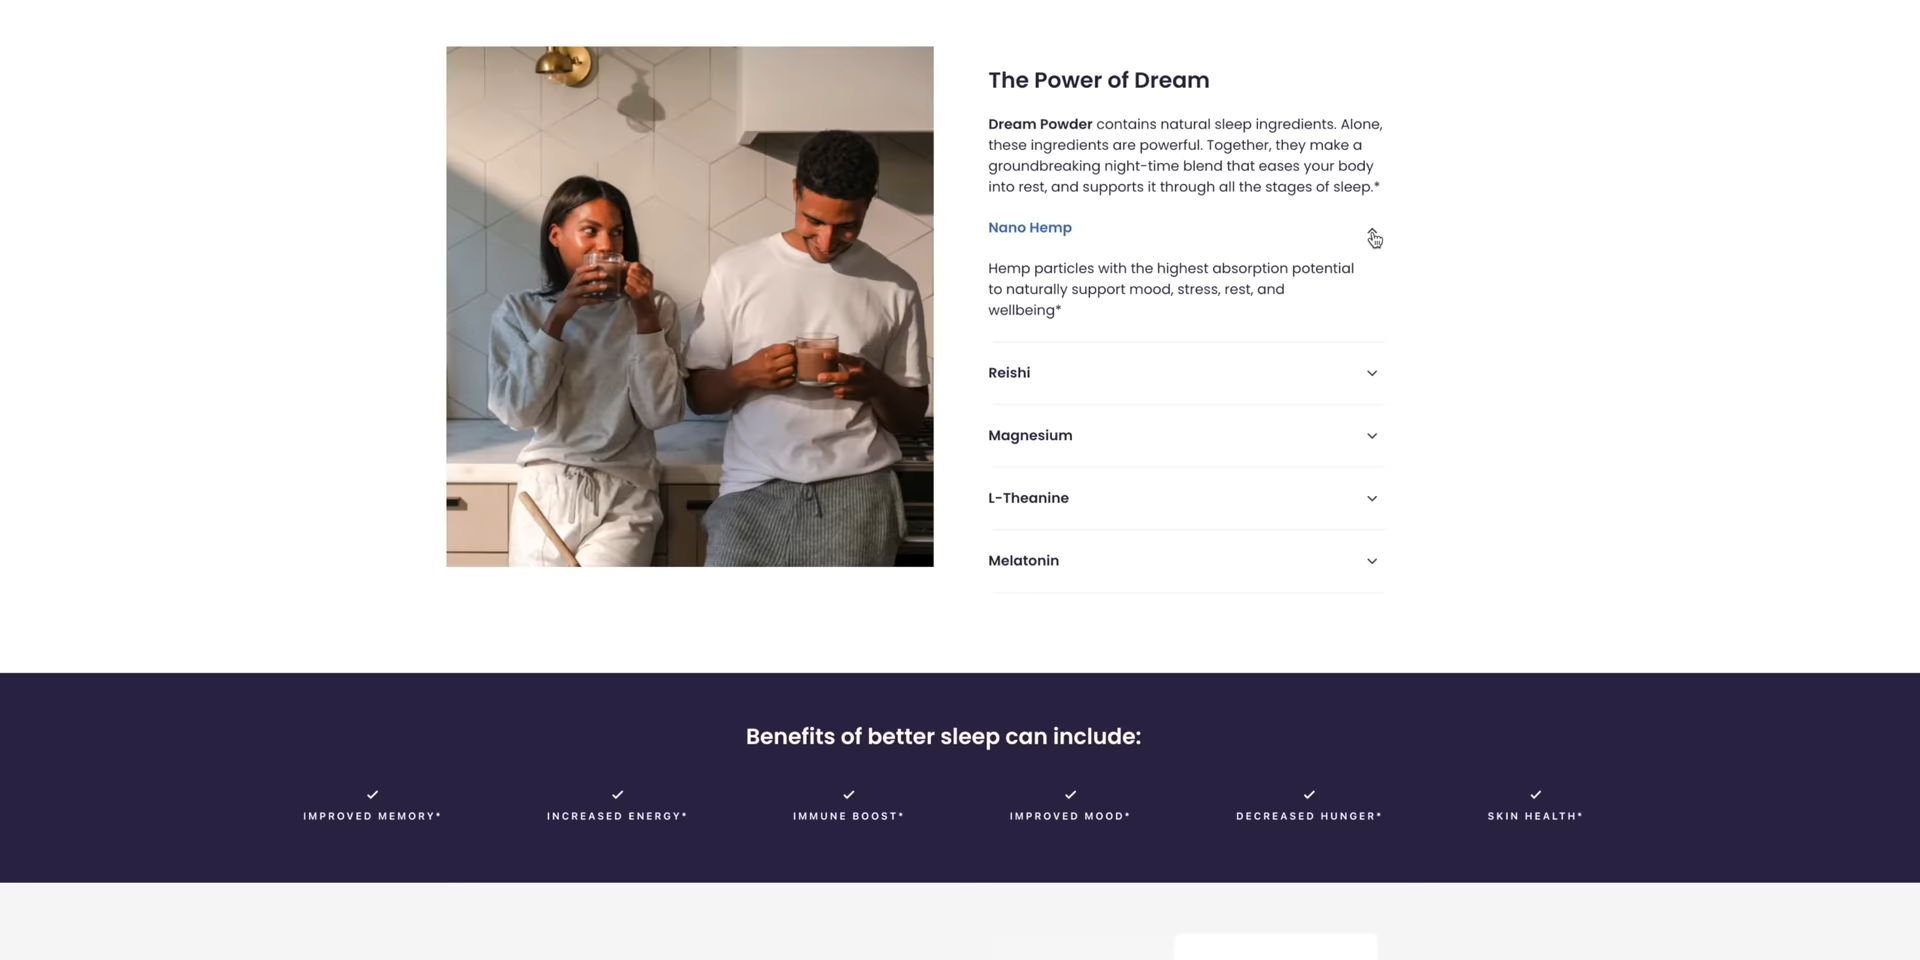 The Power of Dream
Dream Powder contains natural sleep ingredients. Alone,
these ingredients are powerful. Together, they make a
groundbreaking night-time blend that eases your body
into rest, and supports it through all the stages of sleep.*
Nano Hemp
Hemp particles with the highest absorption potential
to naturally support mood, stress, rest, and
wellbeing*
Reishi
Magnesium
L-Theanine
Melatonin
Benefits of better sleep can include:
IMPROVED MEMORY*
INCREASED ENERGY*
IMMUNE BOOST*
IMPROVED MOOD*
DECREASED HUNGER*
SKIN HEALTH*